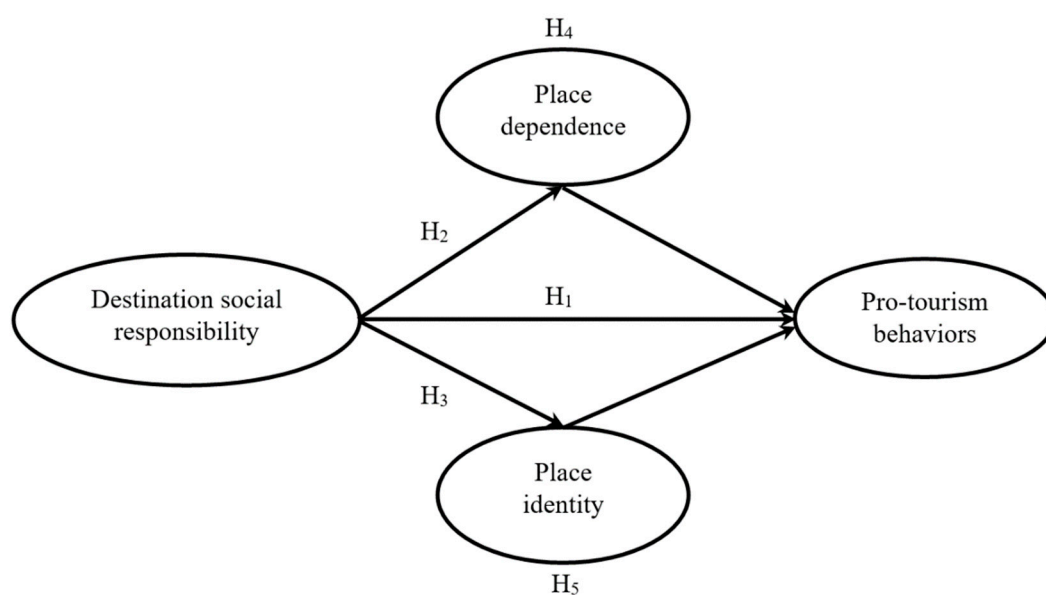 H₄
Place
dependence
H₂
Destination social
responsibility
H₁
Pro-tourism
behaviors
H₃
Place
identity
H₅